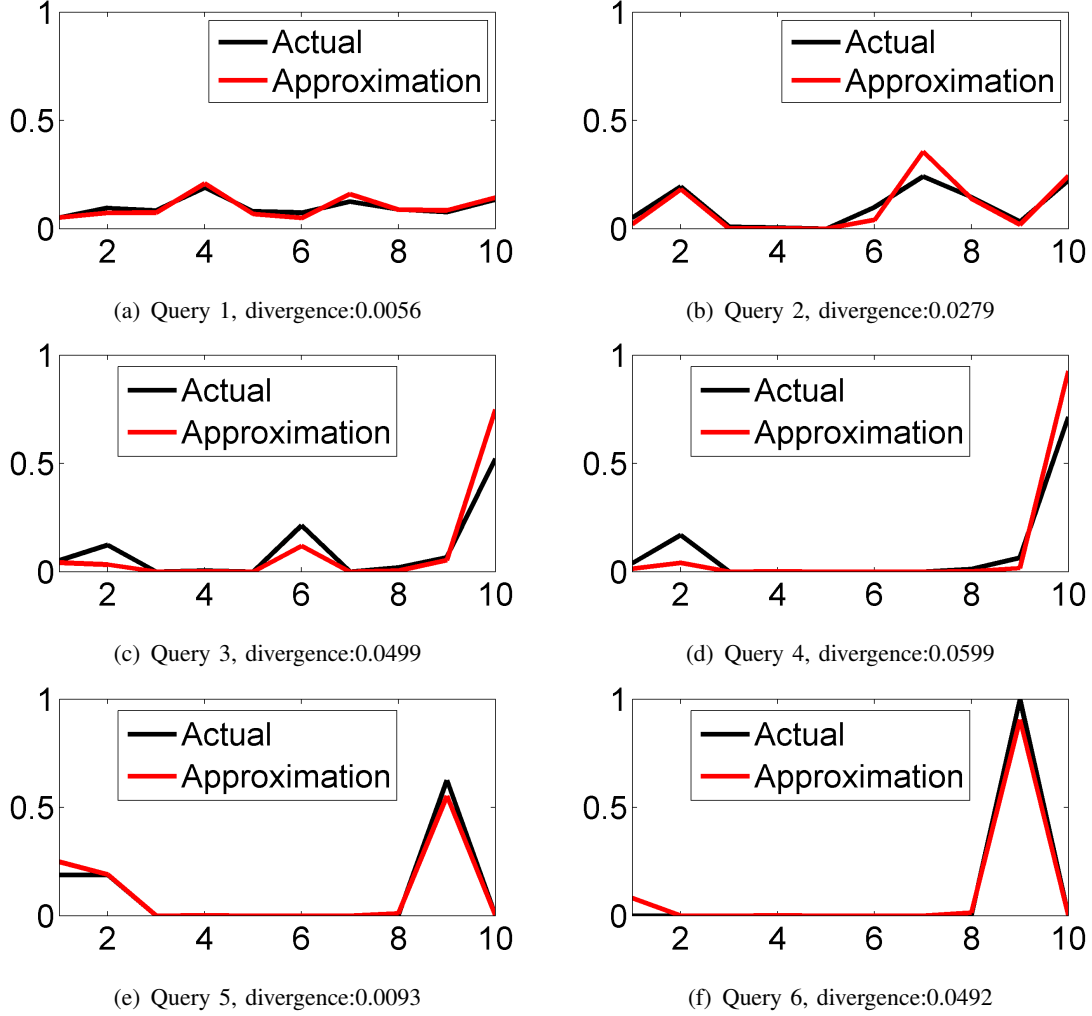 1
Actual
Approximation
0.5
0
2 4 6 8 10
(a) Query 1, divergence:0.0056
1
Actual
Approximation
0.5
0
2 4 6 8 10
(b) Query 2, divergence:0.0279
1
Actual
Approximation
0.5
0
2 4 6 8 10
(c) Query 3, divergence:0.0499
1
Actual
Approximation
0.5
0
2 4 6 8 10
(d) Query 4, divergence:0.0599
1
Actual
Approximation
0.5
0
2 4 6 8 10
(e) Query 5, divergence:0.0093
1
Actual
Approximation
0.5
0
2 4 6 8 10
(f) Query 6, divergence:0.0492